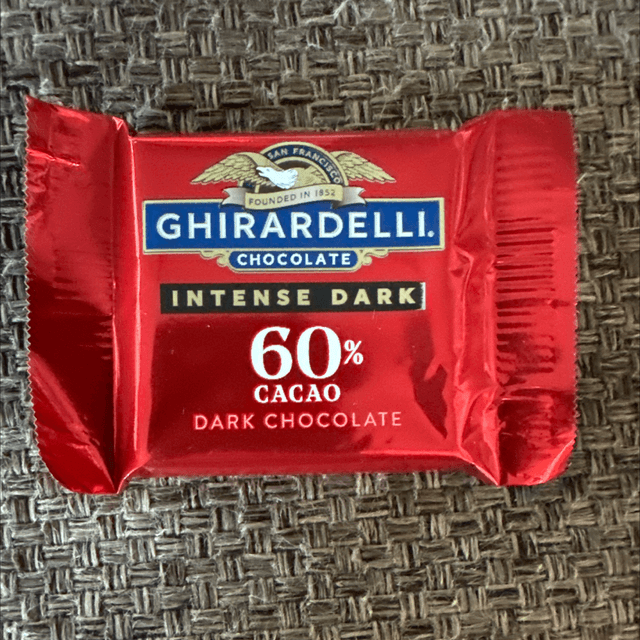 SAN FRANCISCO
FOUNDED IN 1852
GHIRARDELLI.
CHOCOLATE
INTENSE DARK
60%
CACAO
DARK CHOCOLATE